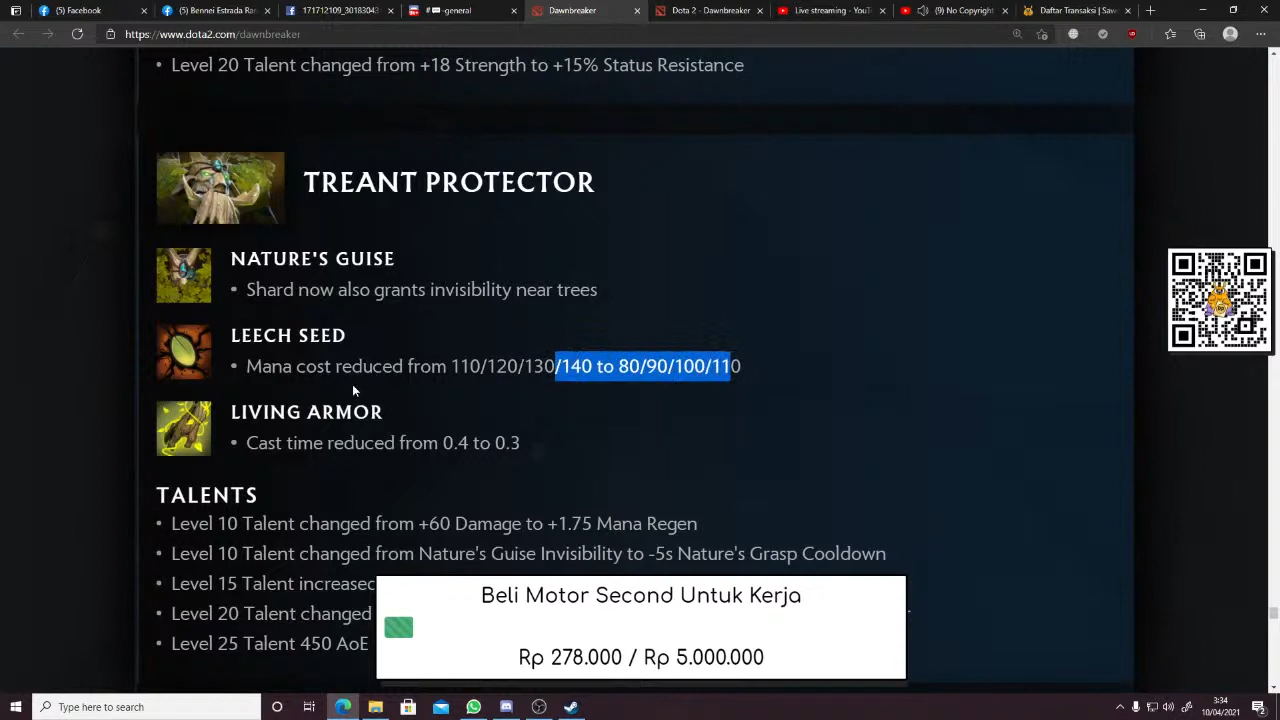 Facebook
Bennei Estrada Ram
171712_30183043
# general
Dawnbreaker
Dota 2 - Dawnbreaker
Live streaming - YouT
(9) No Copyright
Daftar Transaksi | Saw
https://www.dota2.com/dawnbreaker
• Level 20 Talent changed from +18 Strength to +15% Status Resistance
TREANT PROTECTOR
NATURE'S GUISE
• Shard now also grants invisibility near trees
LEECH SEED
• Mana cost reduced from 110/120/130/140 to 80/90/100/110
LIVING ARMOR
• Cast time reduced from 0.4 to 0.3
TALENTS
• Level 10 Talent changed from +60 Damage to +1.75 Mana Regen
• Level 10 Talent changed from Nature's Guise Invisibility to -5s Nature's Grasp Cooldown
• Level 15 Talent increased
• Level 20 Talent changed
• Level 25 Talent 450 AoE
Beli Motor Second Untuk Kerja
Rp 278.000 / Rp 5.000.000
Type here to search
3:34
10/04/2021